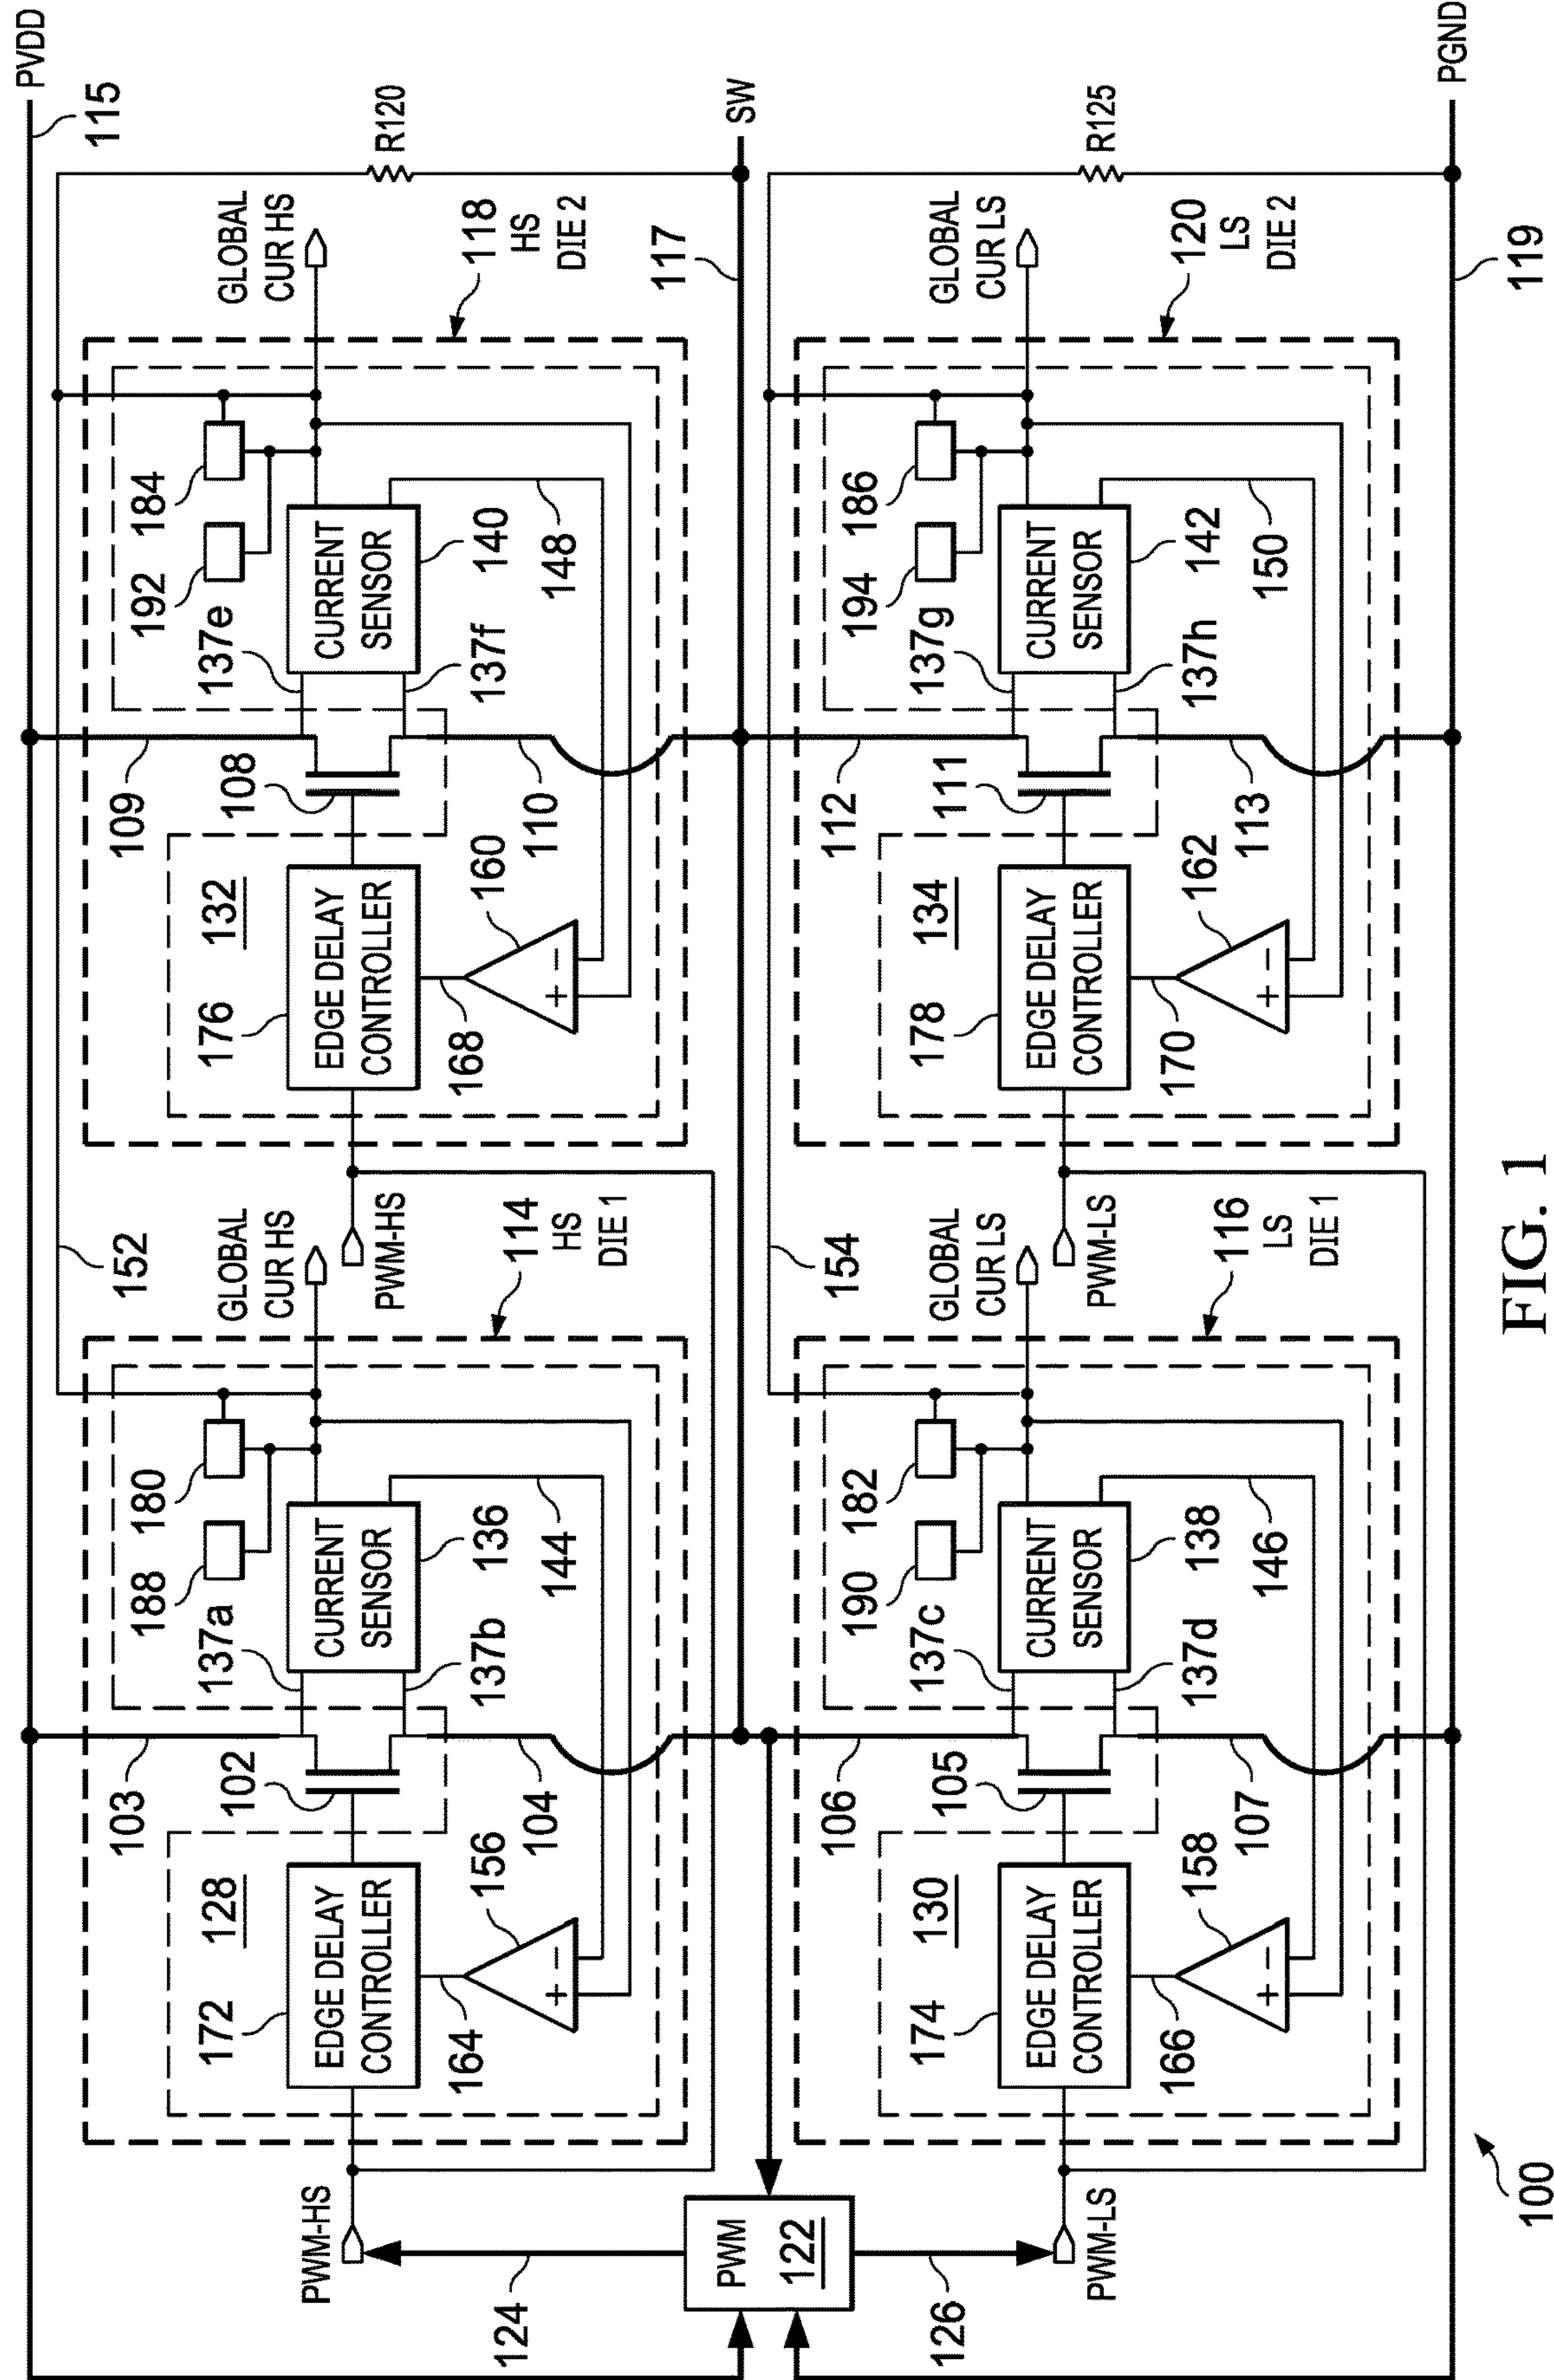 PVDD
115
152
R120
SW
117
154
R125
PGND
119
HS
DIE 1
114
103
102
104
128
172
EDGE DELAY
CONTROLLER
156
+
−
164
137a
137b
CURRENT
SENSOR
136
144
180
188
GLOBAL
CUR HS
PWM-HS
124
118
HS
DIE 2
109
108
110
132
176
EDGE DELAY
CONTROLLER
160
+
−
168
137e
137f
CURRENT
SENSOR
140
148
184
192
GLOBAL
CUR HS
PWM-HS
PWM
122
126
PWM-LS
116
LS
DIE 1
106
105
107
130
174
EDGE DELAY
CONTROLLER
158
+
−
166
137c
137d
CURRENT
SENSOR
138
146
182
190
GLOBAL
CUR LS
PWM-LS
120
LS
DIE 2
112
111
113
134
178
EDGE DELAY
CONTROLLER
162
+
−
170
137g
137h
CURRENT
SENSOR
142
150
186
194
GLOBAL
CUR LS
100
FIG. 1